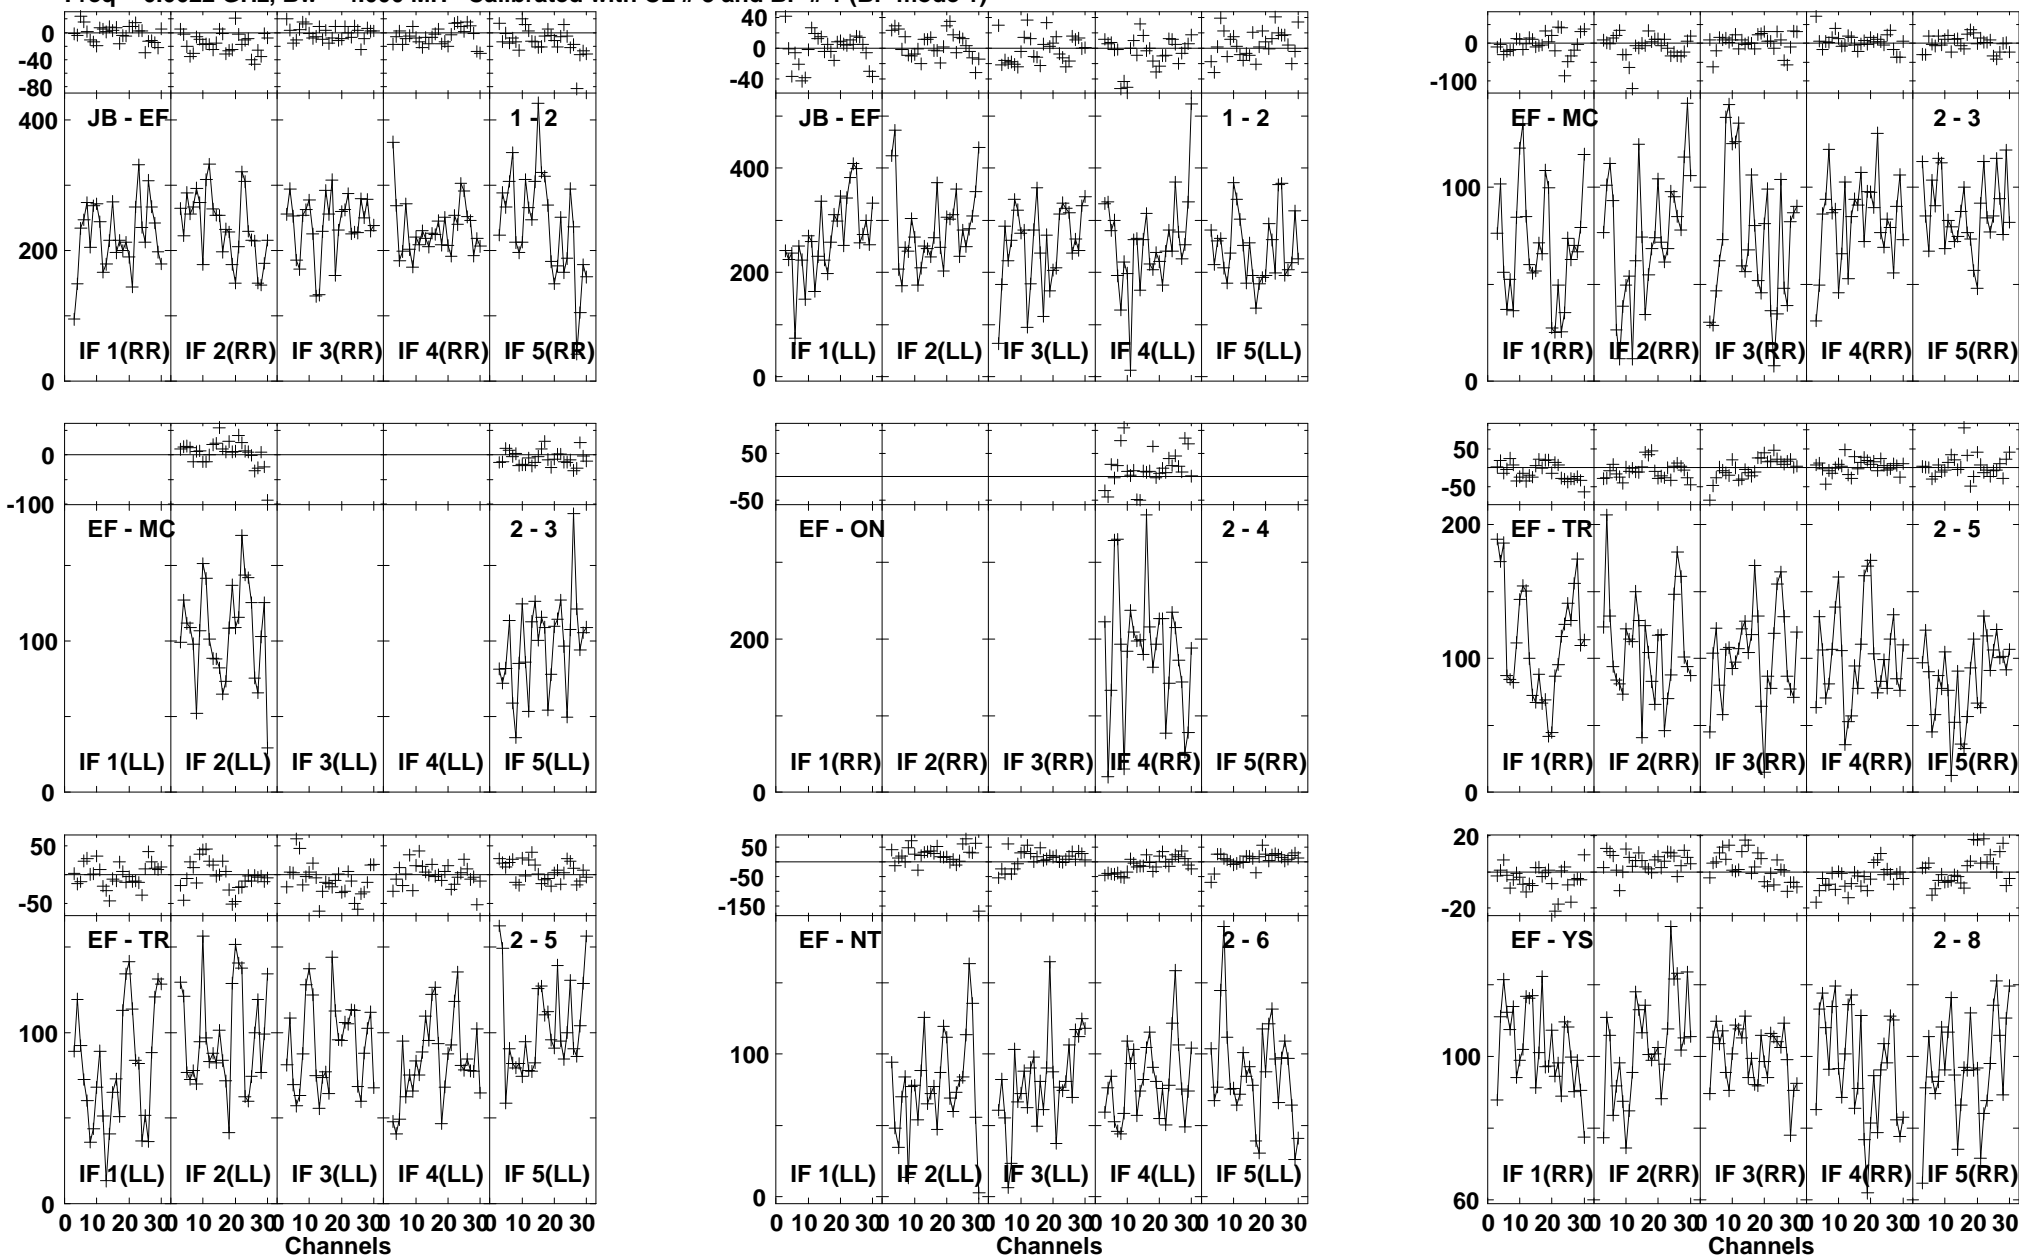 0 40 0 100
-40 0 0
-80 -40 -100
JB - EF 1 - 2 JB - EF 1 - 2 EF - MC 2 - 3
400
400
200 200 100
IF 1(RR) IF 2(RR) IF 3(RR) IF 4(RR) IF 5(RR) IF 1(LL) IF 2(LL) IF 3(LL) IF 4(LL) IF 5(LL) IF 1(RR) IF 2(RR) IF 3(RR) IF 4(RR) IF 5(RR)
0 0 0
0 50 50
-100 -50 -50
EF - MC 2 - 3 EF - ON 2 - 4 EF - TR 2 - 5
200
100 200 100
IF 1(LL) IF 2(LL) IF 3(LL) IF 4(LL) IF 5(LL) IF 1(RR) IF 2(RR) IF 3(RR) IF 4(RR) IF 5(RR) IF 1(RR) IF 2(RR) IF 3(RR) IF 4(RR) IF 5(RR)
0 0 0
50 50 20
-50 -50 -20
-150
EF - TR 2 - 5 EF - NT 2 - 6 EF - YS 2 - 8
100 100 100
IF 1(LL) IF 2(LL) IF 3(LL) IF 4(LL) IF 5(LL) IF 1(LL) IF 2(LL) IF 3(LL) IF 4(LL) IF 5(LL) IF 1(RR) IF 2(RR) IF 3(RR) IF 4(RR) IF 5(RR)
0 0 60
0 10 20 30 0 10 20 30 0 10 20 30 0 10 20 30 0 10 20 30 0 10 20 30 0 10 20 30 0 10 20 30 0 10 20 30 0 10 20 30 0 10 20 30 0 10 20 30 0 10 20 30 0 10 20 30 0 10 20 30
Channels Channels Channels